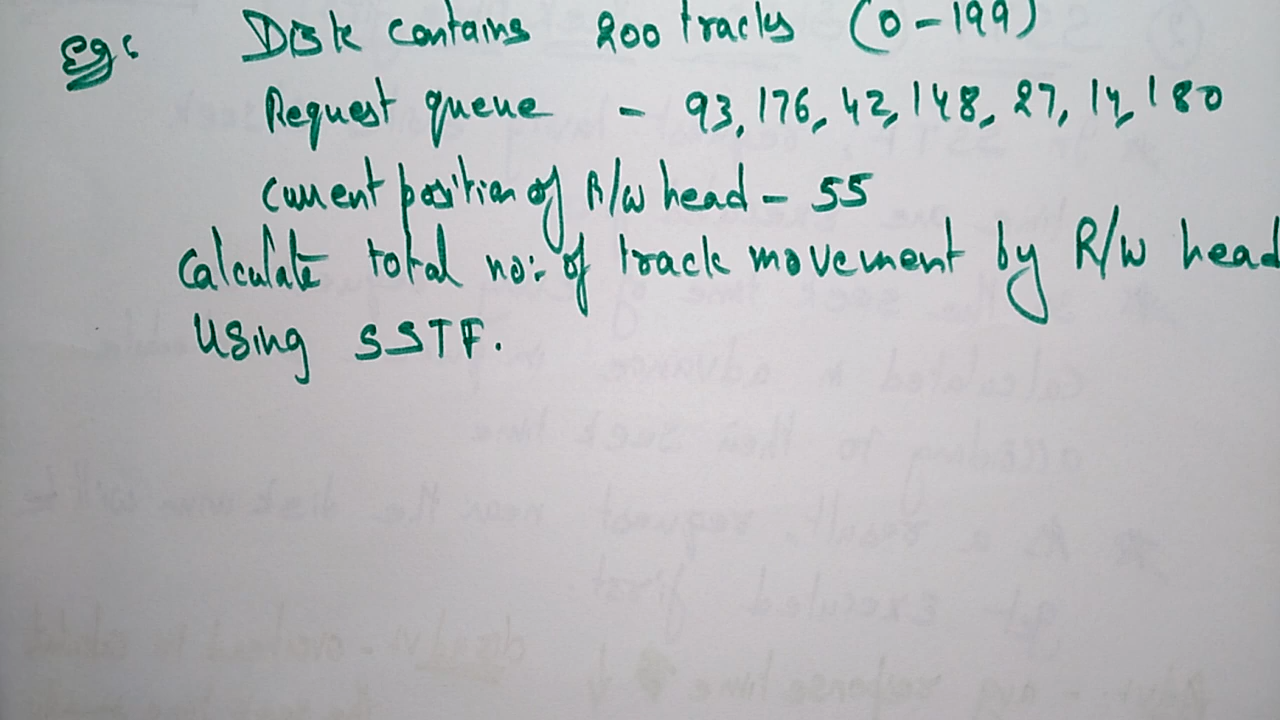 Eg: Disk contains 200 tracks (0-199)
Request queue - 93, 176, 42, 148, 27, 14, 180
current position of R/w head - 55
Calculate total no: of track movement by R/w head
Using SSTF.